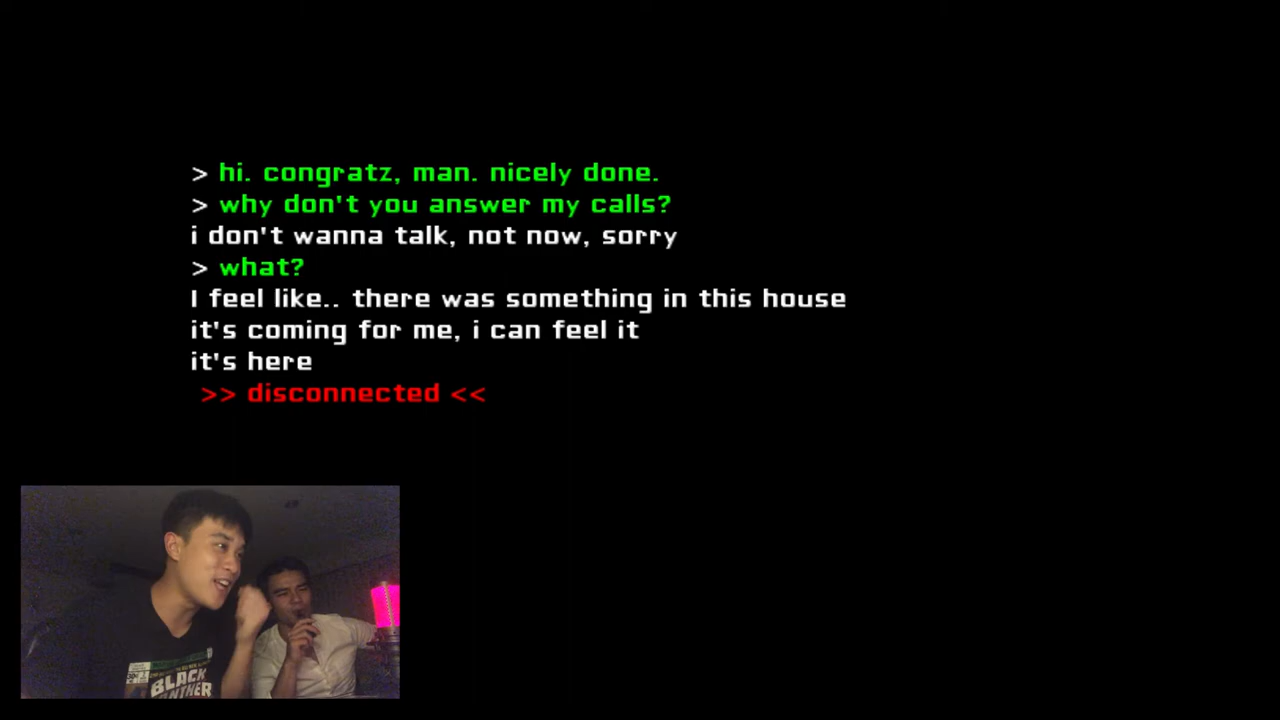 > hi. congratz, man. nicely done.
> why don't you answer my calls?
i don't wanna talk, not now, sorry
> what?
I feel like.. there was something in this house
it's coming for me, i can feel it
it's here
>> disconnected <<
BLACK
PANTHER